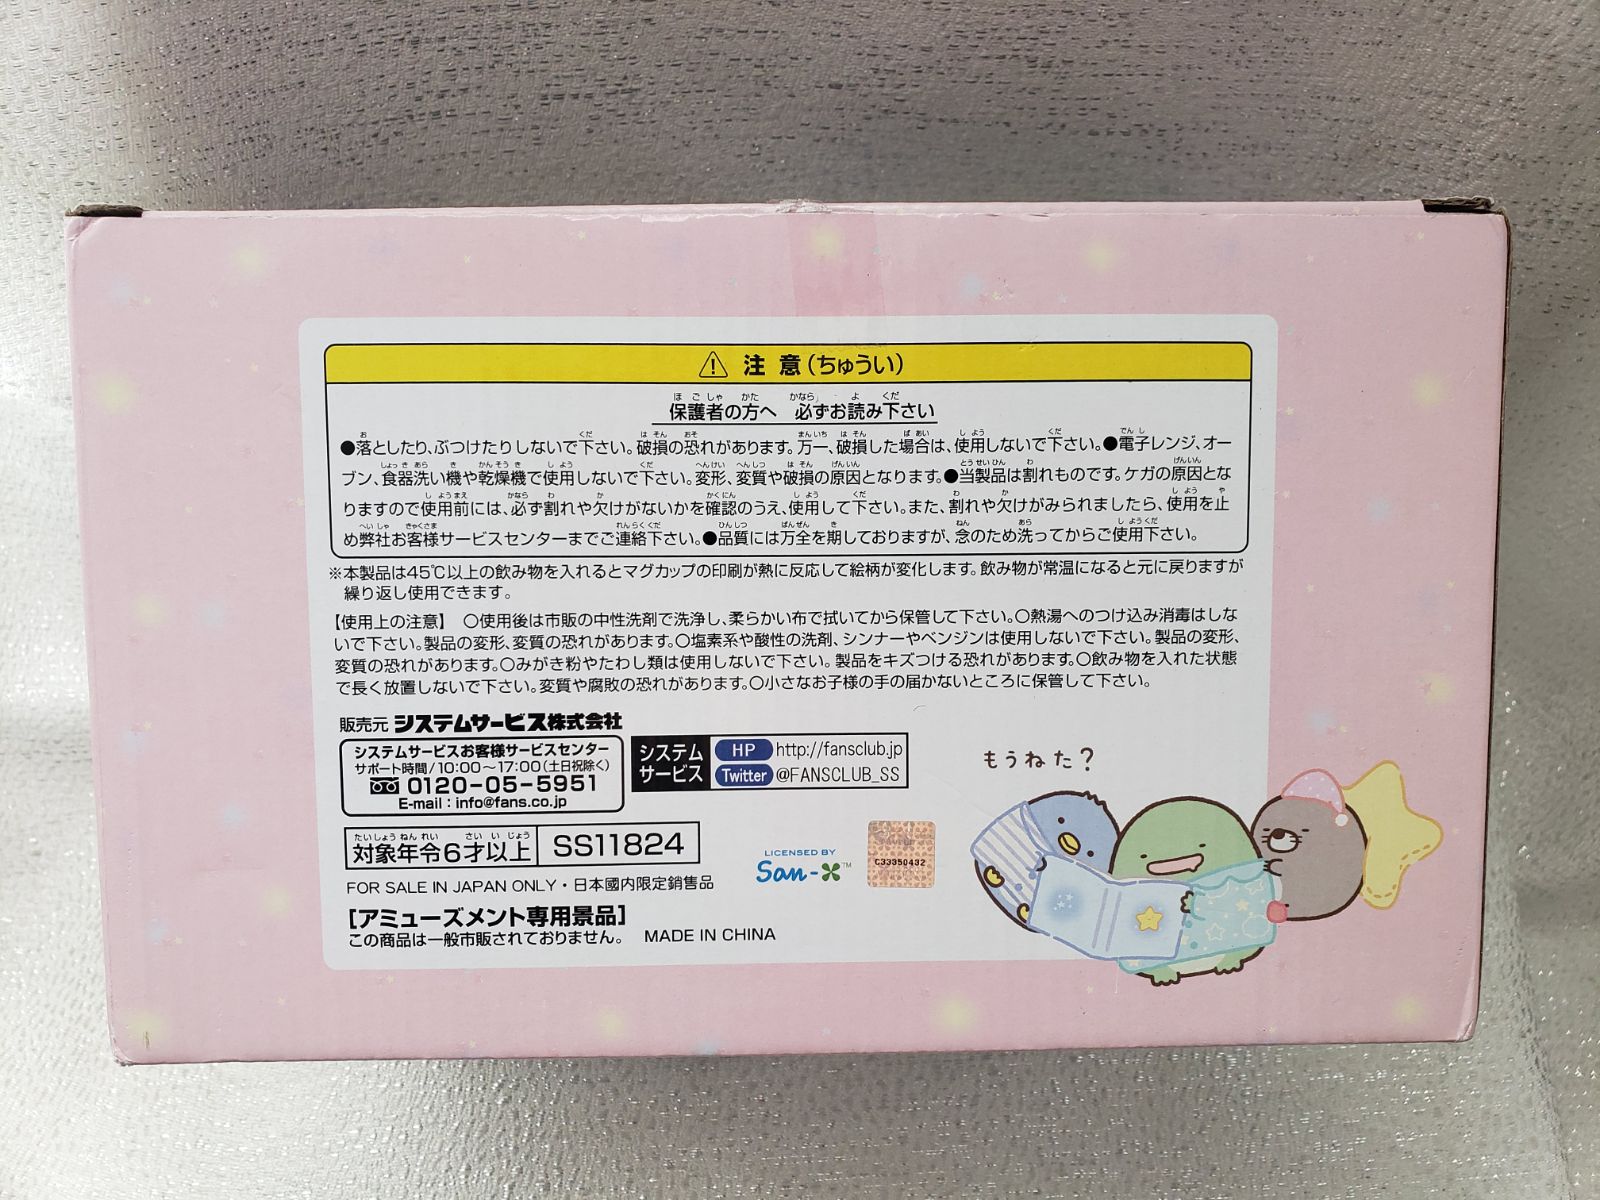 注 意(ちゅうい)
保護者の方へ 必ずお読み下さい
●落としたり、ぶつけたりしないで下さい。破損の恐れがあります。万一、破損した場合は、使用しないで下さい。●電子レンジ、オー
ブン、食器洗い機や乾燥機で使用しないで下さい。変形、変質や破損の原因となります。●当製品は割れものです。ケガの原因とな
りますので使用前には、必ず割れや欠けがないかを確認のうえ、使用して下さい。また、割れや欠けがみられましたら、使用を止
め弊社お客様サービスセンターまでご連絡下さい。●品質には万全を期しておりますが、念のため洗ってからご使用下さい。
※本製品は45℃以上の飲み物を入れるとマグカップの印刷が熱に反応して絵柄が変化します。飲み物が常温になると元に戻りますが
繰り返し使用できます。
【使用上の注意】 ○使用後は市販の中性洗剤で洗浄し、柔らかい布で拭いてから保管して下さい。○熱湯へのつけ込み消毒はしな
いで下さい。製品の変形、変質の恐れがあります。○塩素系や酸性の洗剤、シンナーやベンジンは使用しないで下さい。製品の変形、
変質の恐れがあります。○みがき粉やたわし類は使用しないで下さい。製品をキズつける恐れがあります。○飲み物を入れた状態
で長く放置しないで下さい。変質や腐敗の恐れがあります。○小さなお子様の手の届かないところに保管して下さい。
販売元 システムサービス株式会社
システムサービスお客様サービスセンター
サポート時間/10:00〜17:00(土日祝除く)
0120-05-5951
E-mail : info@fans.co.jp
システム
サービス
HP http://fansclub.jp
Twitter @FANSCLUB_SS
もうねた?
対象年令6才以上 SS11824
LICENSED BY
San-X™
C33350432
FOR SALE IN JAPAN ONLY・日本國内限定銷售品
[アミューズメント専用景品]
この商品は一般市販されておりません。 MADE IN CHINA